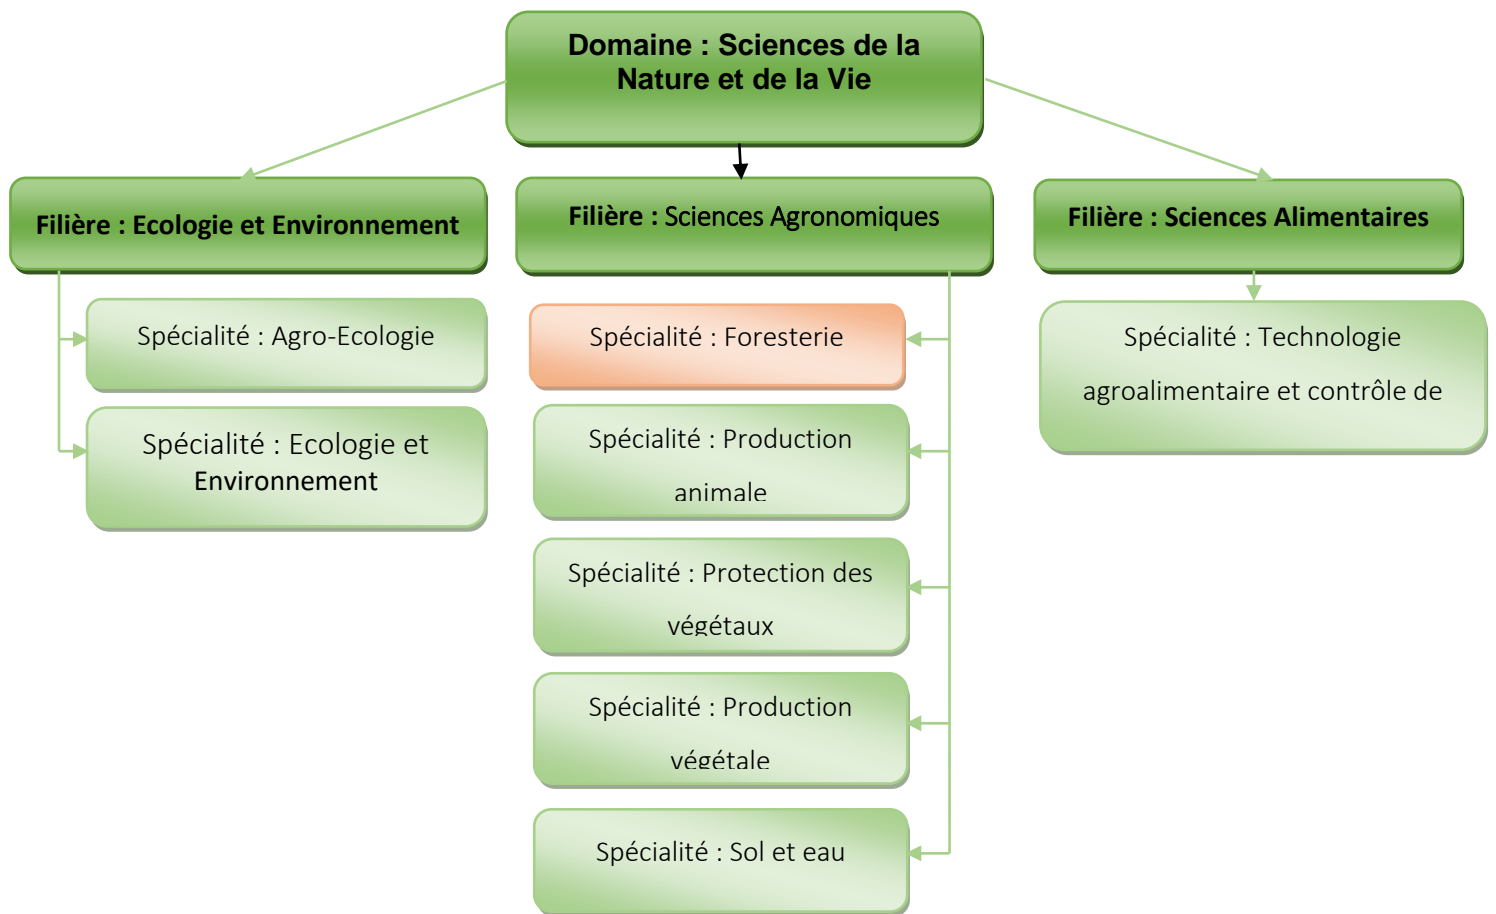 Domaine : Sciences de la
Nature et de la Vie
Filière : Ecologie et Environnement
Spécialité : Agro-Ecologie
Spécialité : Ecologie et
Environnement
Filière : Sciences Agronomiques
Spécialité : Foresterie
Spécialité : Production
animale
Spécialité : Protection des
végétaux
Spécialité : Production
végétale
Spécialité : Sol et eau
Filière : Sciences Alimentaires
Spécialité : Technologie
agroalimentaire et contrôle de